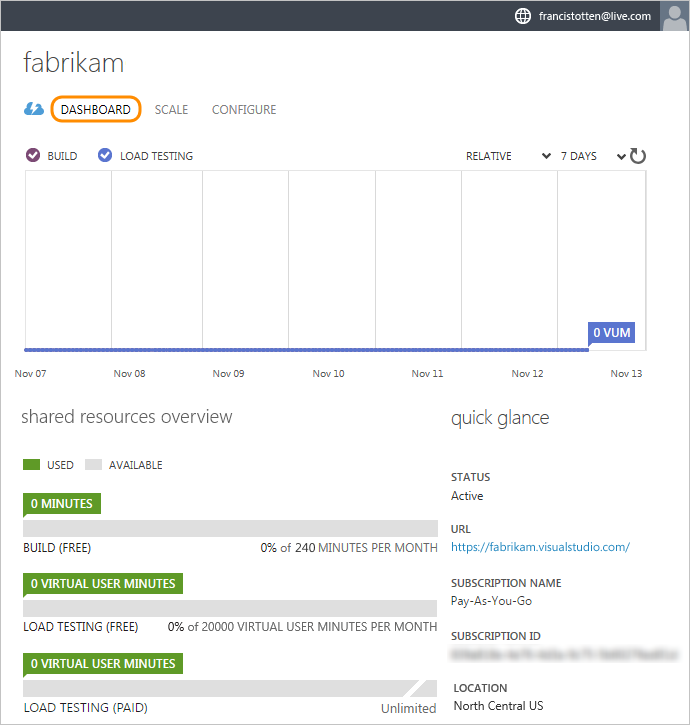 francistotten@live.com
fabrikam
DASHBOARD SCALE CONFIGURE
BUILD LOAD TESTING RELATIVE 7 DAYS
0 VUM
Nov 07 Nov 08 Nov 09 Nov 10 Nov 11 Nov 12 Nov 13
shared resources overview
USED AVAILABLE
0 MINUTES
BUILD (FREE) 0% of 240 MINUTES PER MONTH
0 VIRTUAL USER MINUTES
LOAD TESTING (FREE) 0% of 20000 VIRTUAL USER MINUTES PER MONTH
0 VIRTUAL USER MINUTES
LOAD TESTING (PAID) Unlimited
quick glance
STATUS
Active
URL
https://fabrikam.visualstudio.com/
SUBSCRIPTION NAME
Pay-As-You-Go
SUBSCRIPTION ID
LOCATION
North Central US